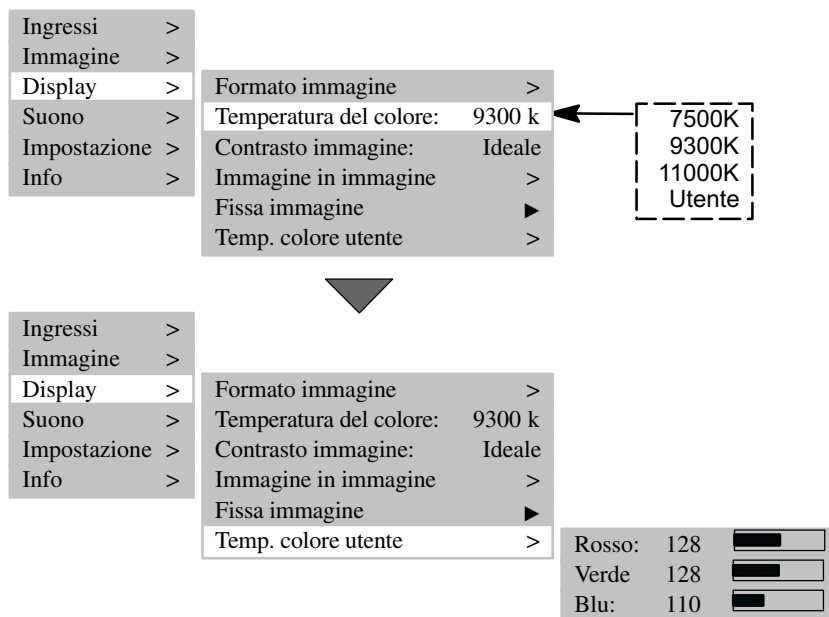 Ingressi >
Immagine >
Display >
Suono >
Impostazione >
Info >
Formato immagine >
Temperatura del colore: 9300 k
Contrasto immagine: Ideale
Immagine in immagine >
Fissa immagine ▶
Temp. colore utente >
7500K
9300K
11000K
Utente
Ingressi >
Immagine >
Display >
Suono >
Impostazione >
Info >
Formato immagine >
Temperatura del colore: 9300 k
Contrasto immagine: Ideale
Immagine in immagine >
Fissa immagine ▶
Temp. colore utente >
Rosso: 128
Verde 128
Blu: 110